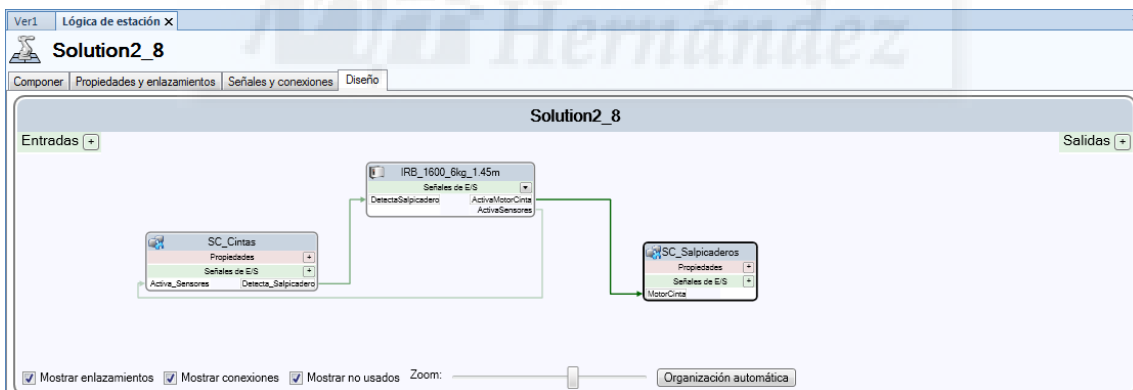 Ver1 Lógica de estación X
Hernández
Solution2_8
Componer Propiedades y enlazamientos Señales y conexiones Diseño
Solution2_8
Entradas + Salidas +
IRB_1600_6kg_1.45m
Señales de E/S
DetectaSalpicadero ActivaMotorCinta
ActivaSensores
SC_Cintas
Propiedades +
Señales de E/S +
Activa_Sensores Detecta_Salpicadero
SC_Salpicaderos
Propiedades +
Señales de E/S +
MotorCinta
Mostrar enlazamientos Mostrar conexiones Mostrar no usados Zoom: Organización automática